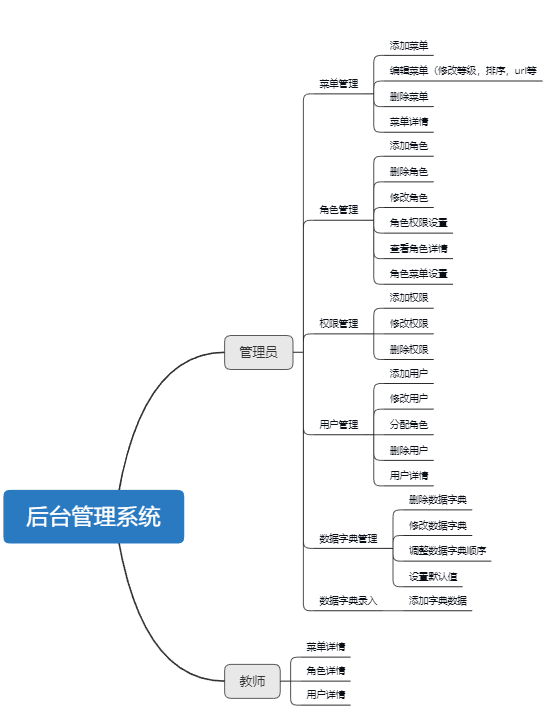 后台管理系统
管理员
菜单管理
添加菜单
编辑菜单（修改等级，排序，url等
删除菜单
菜单详情
角色管理
添加角色
删除角色
修改角色
角色权限设置
查看角色详情
角色菜单设置
权限管理
添加权限
修改权限
删除权限
用户管理
添加用户
修改用户
分配角色
删除用户
用户详情
数据字典管理
删除数据字典
修改数据字典
调整数据字典顺序
设置默认值
数据字典录入
添加字典数据
教师
菜单详情
角色详情
用户详情